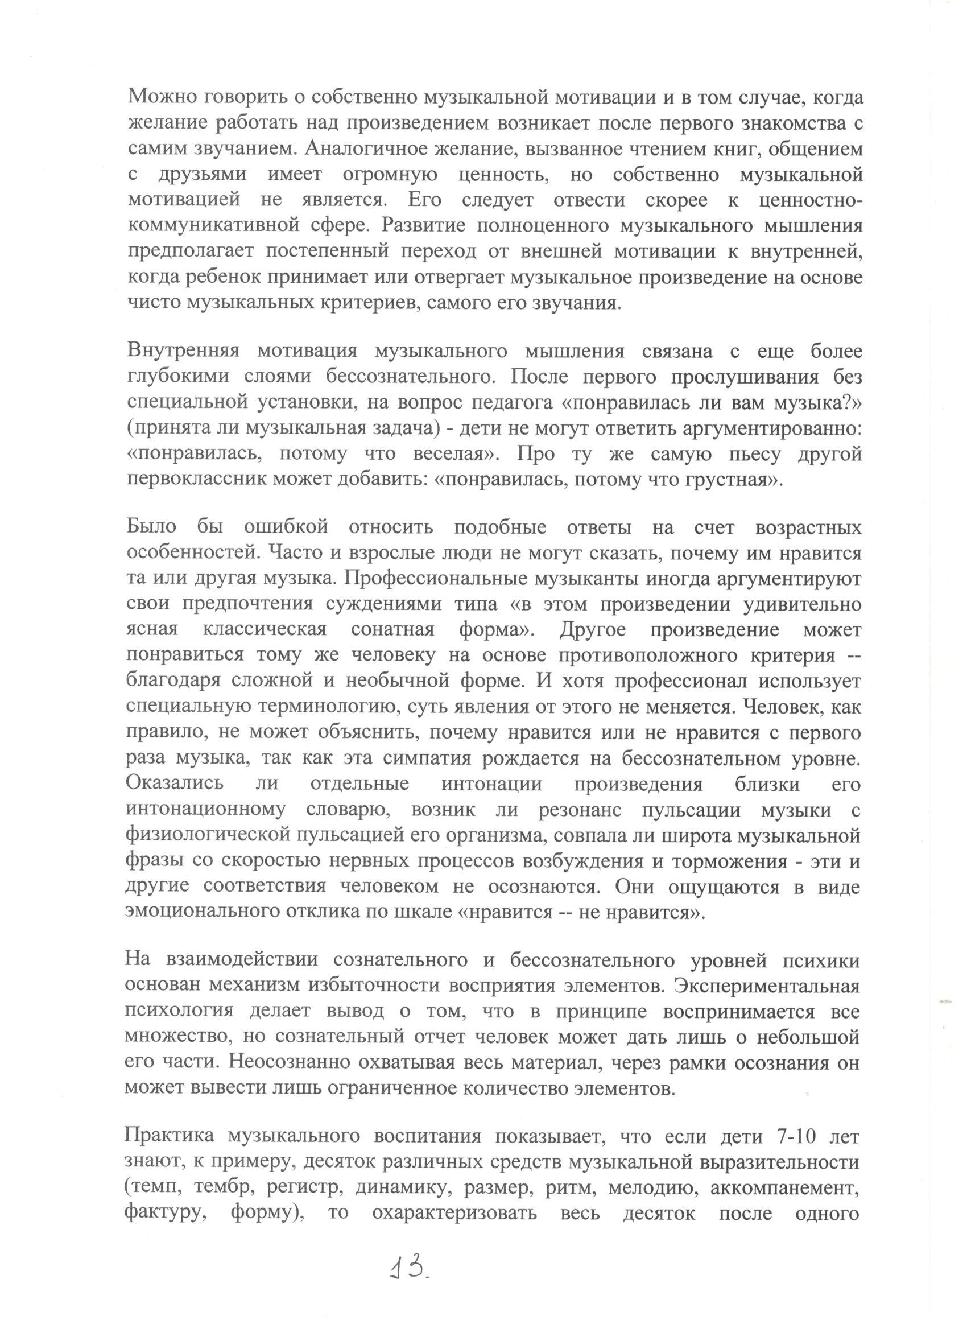 Можно говорить о собственно музыкальной мотивации и в том случае, когда
желание работать над произведением возникает после первого знакомства с
самим звучанием. Аналогичное желание, вызванное чтением книг, общением
с друзьями имеет огромную ценность, но собственно музыкальной
мотивацией не является. Его следует отвести скорее к ценностно-
коммуникативной сфере. Развитие полноценного музыкального мышления
предполагает постепенный переход от внешней мотивации к внутренней,
когда ребенок принимает или отвергает музыкальное произведение на основе
чисто музыкальных критериев, самого его звучания.

Внутренняя мотивация музыкального мышления связана с еще более
глубокими слоями бессознательного. После первого прослушивания без
специальной установки, на вопрос педагога «понравилась ли вам музыка?»
(принята ли музыкальная задача) - дети не могут ответить аргументированно:
«понравилась, потому что веселая». Про ту же самую пьесу другой
первоклассник может добавить: «понравилась, потому что грустная».

Было бы ошибкой относить подобные ответы на счет возрастных
особенностей. Часто и взрослые люди не могут сказать, почему им нравится
та или другая музыка. Профессиональные музыканты иногда аргументируют
свои предпочтения суждениями типа «в этом произведении удивительно
ясная классическая сонатная форма». Другое произведение может
понравиться тому же человеку на основе противоположного критерия --
благодаря сложной и необычной форме. И хотя профессионал использует
специальную терминологию, суть явления от этого не меняется. Человек, как
правило, не может объяснить, почему нравится или не нравится с первого
раза музыка, так как эта симпатия рождается на бессознательном уровне.
Оказались ли отдельные интонации произведения близки его
интонационному словарю, возник ли резонанс пульсации музыки с
физиологической пульсацией его организма, совпала ли широта музыкальной
фразы со скоростью нервных процессов возбуждения и торможения - эти и
другие соответствия человеком не осознаются. Они ощущаются в виде
эмоционального отклика по шкале «нравится -- не нравится».

На взаимодействии сознательного и бессознательного уровней психики
основан механизм избыточности восприятия элементов. Экспериментальная
психология делает вывод о том, что в принципе воспринимается все
множество, но сознательный отчет человек может дать лишь о небольшой
его части. Неосознанно охватывая весь материал, через рамки осознания он
может вывести лишь ограниченное количество элементов.

Практика музыкального воспитания показывает, что если дети 7-10 лет
знают, к примеру, десяток различных средств музыкальной выразительности
(темп, тембр, регистр, динамику, размер, ритм, мелодию, аккомпанемент,
фактуру, форму), то охарактеризовать весь десяток после одного
13.